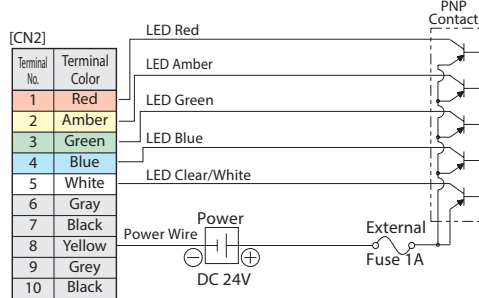 PNP
Contact
[CN2]
LED Red
Terminal No. Terminal Color
LED Amber
1 Red
2 Amber
LED Green
3 Green
LED Blue
4 Blue
5 White
LED Clear/White
6 Gray
7 Black
Power
External
8 Yellow
Power Wire
Fuse 1A
9 Grey
DC 24V
10 Black